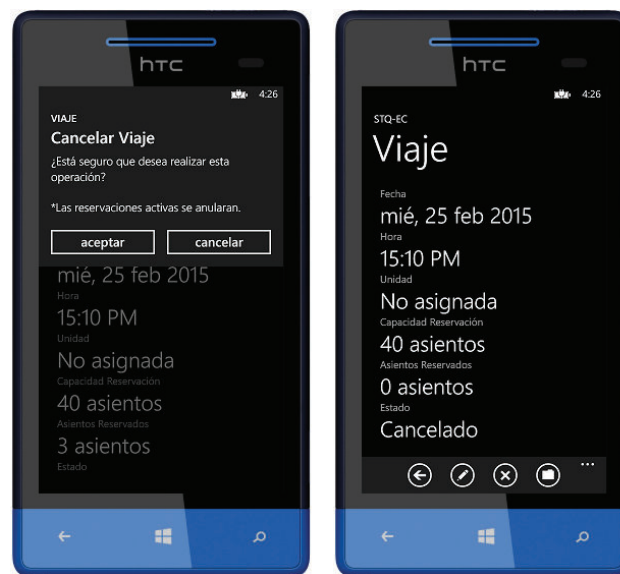 hTC
4:26
VIAJE
Cancelar Viaje
¿Está seguro que desea realizar esta
operación?
*Las reservaciones activas se anularan.
aceptar
cancelar
mié, 25 feb 2015
Hora
15:10 PM
Unidad
No asignada
Capacidad Reservación
40 asientos
Asientos Reservados
3 asientos
Estado
hTC
4:26
STQ-EC
Viaje
Fecha
mié, 25 feb 2015
Hora
15:10 PM
Unidad
No asignada
Capacidad Reservación
40 asientos
Asientos Reservados
0 asientos
Estado
Cancelado